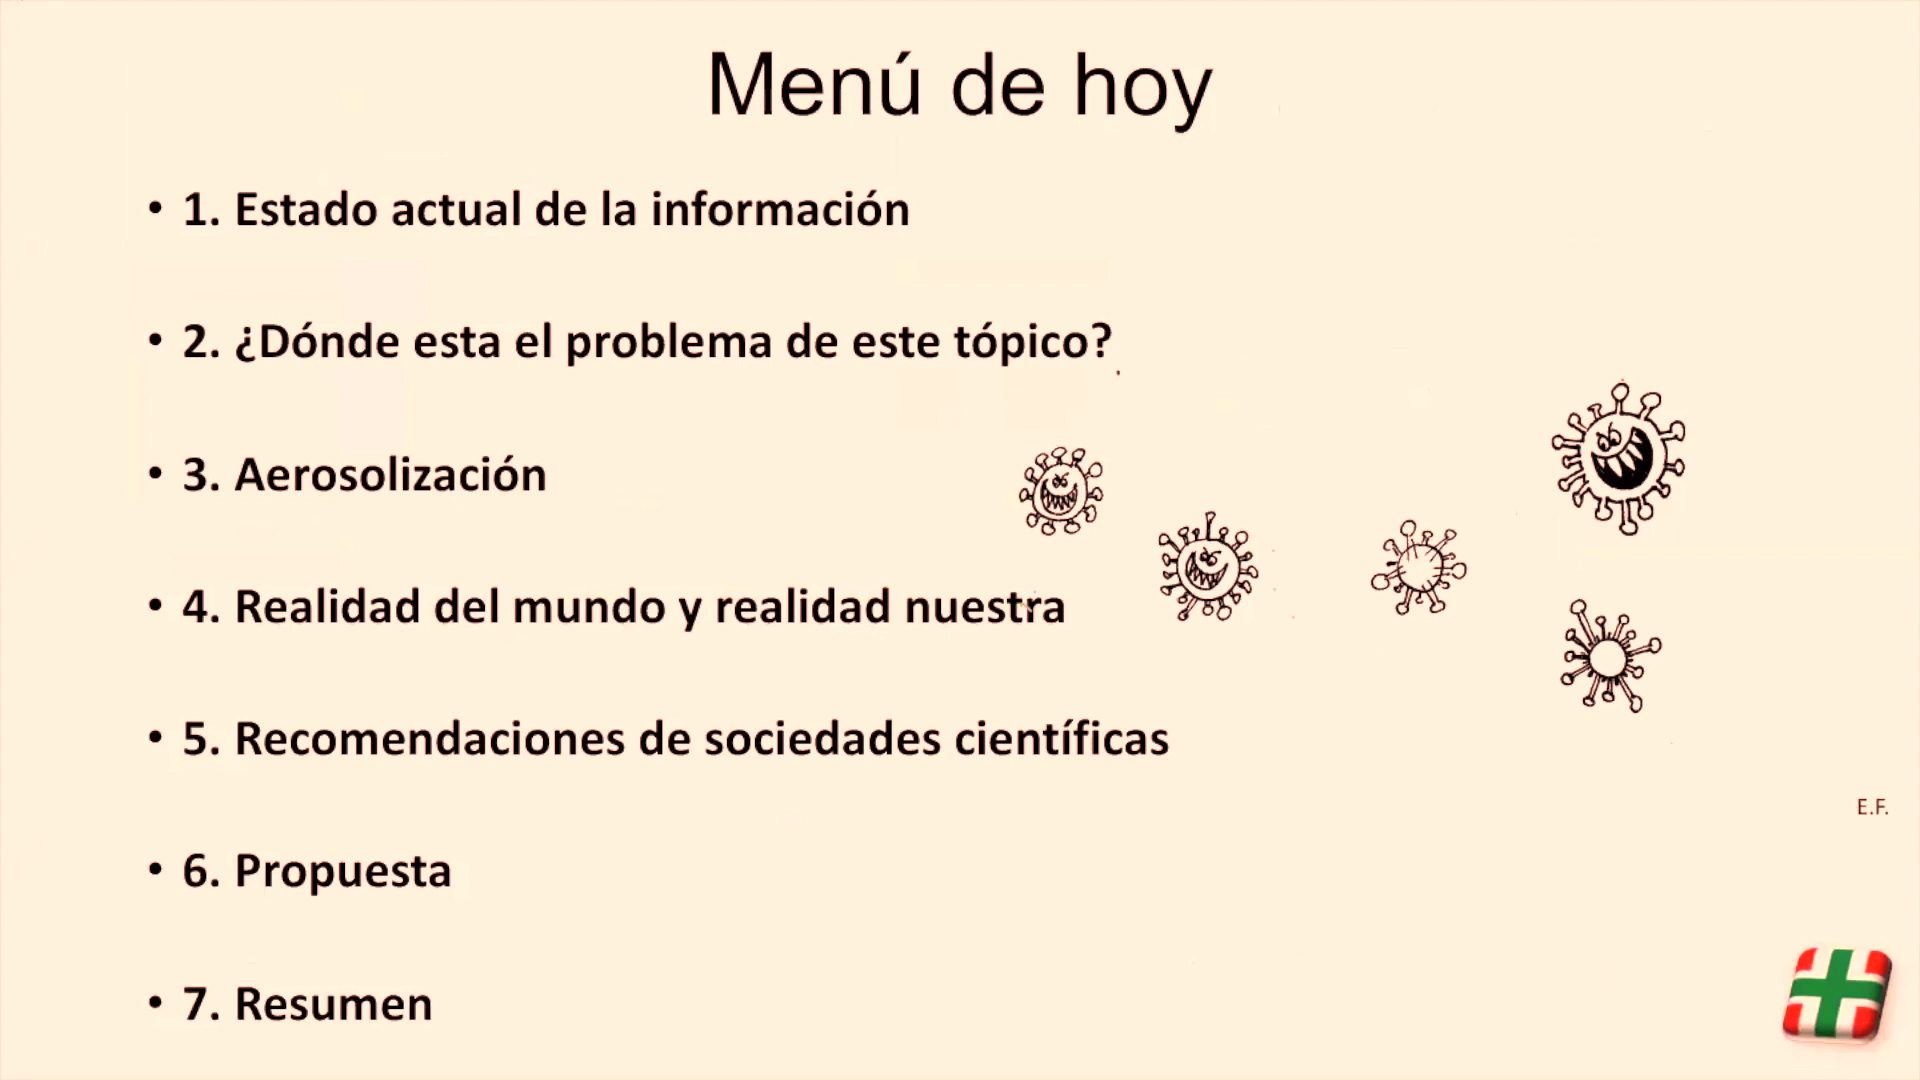 Menú de hoy
• 1. Estado actual de la información
• 2. ¿Dónde esta el problema de este tópico?
• 3. Aerosolización
• 4. Realidad del mundo y realidad nuestra
• 5. Recomendaciones de sociedades científicas
E.F.
• 6. Propuesta
• 7. Resumen